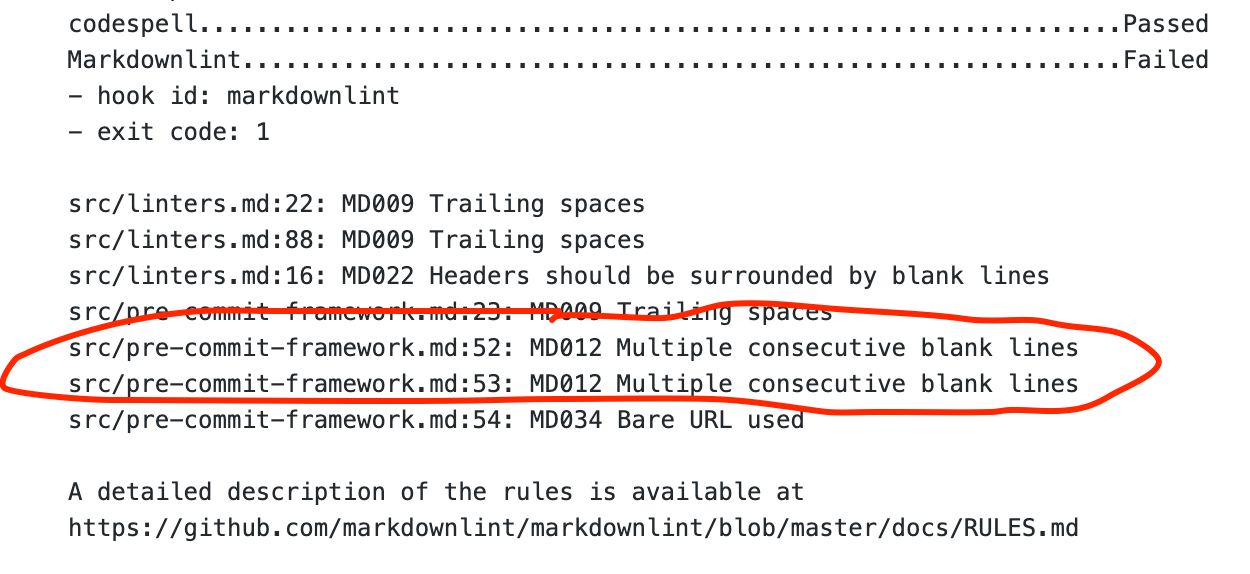 codespell................................................................Passed
Markdownlint.............................................................Failed
- hook id: markdownlint
- exit code: 1
src/linters.md:22: MD009 Trailing spaces
src/linters.md:88: MD009 Trailing spaces
src/linters.md:16: MD022 Headers should be surrounded by blank lines
src/pre-commit-framework.md:23: MD009 Trailing spaces
src/pre-commit-framework.md:52: MD012 Multiple consecutive blank lines
src/pre-commit-framework.md:53: MD012 Multiple consecutive blank lines
src/pre-commit-framework.md:54: MD034 Bare URL used
A detailed description of the rules is available at
https://github.com/markdownlint/markdownlint/blob/master/docs/RULES.md